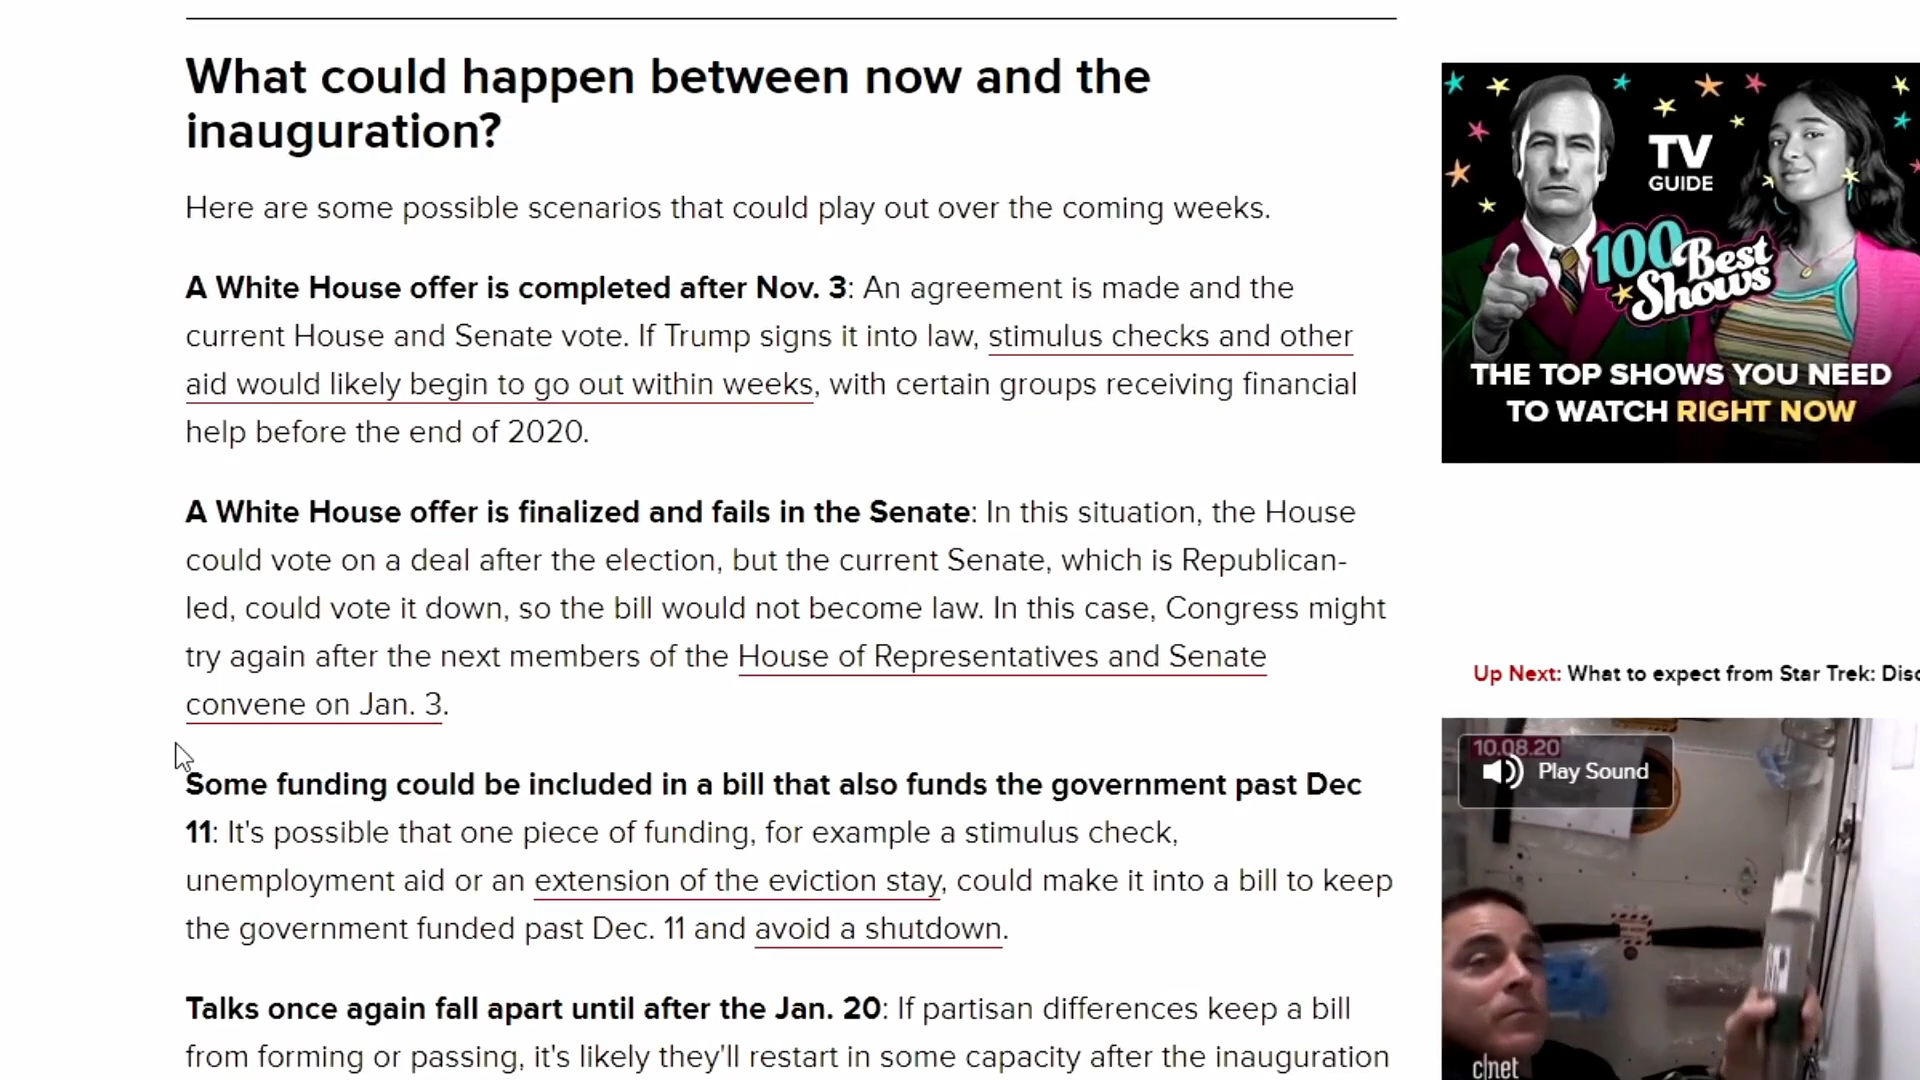 What could happen between now and the
inauguration?
Here are some possible scenarios that could play out over the coming weeks.
A White House offer is completed after Nov. 3: An agreement is made and the
current House and Senate vote. If Trump signs it into law, stimulus checks and other
aid would likely begin to go out within weeks, with certain groups receiving financial
help before the end of 2020.
A White House offer is finalized and fails in the Senate: In this situation, the House
could vote on a deal after the election, but the current Senate, which is Republican-
led, could vote it down, so the bill would not become law. In this case, Congress might
try again after the next members of the House of Representatives and Senate
convene on Jan. 3.
Some funding could be included in a bill that also funds the government past Dec
11: It's possible that one piece of funding, for example a stimulus check,
unemployment aid or an extension of the eviction stay, could make it into a bill to keep
the government funded past Dec. 11 and avoid a shutdown.
Talks once again fall apart until after the Jan. 20: If partisan differences keep a bill
from forming or passing, it's likely they'll restart in some capacity after the inauguration
TV
GUIDE
100 Best
Shows
THE TOP SHOWS YOU NEED
TO WATCH RIGHT NOW
Up Next: What to expect from Star Trek: Disc
10.08.20
Play Sound
c|net